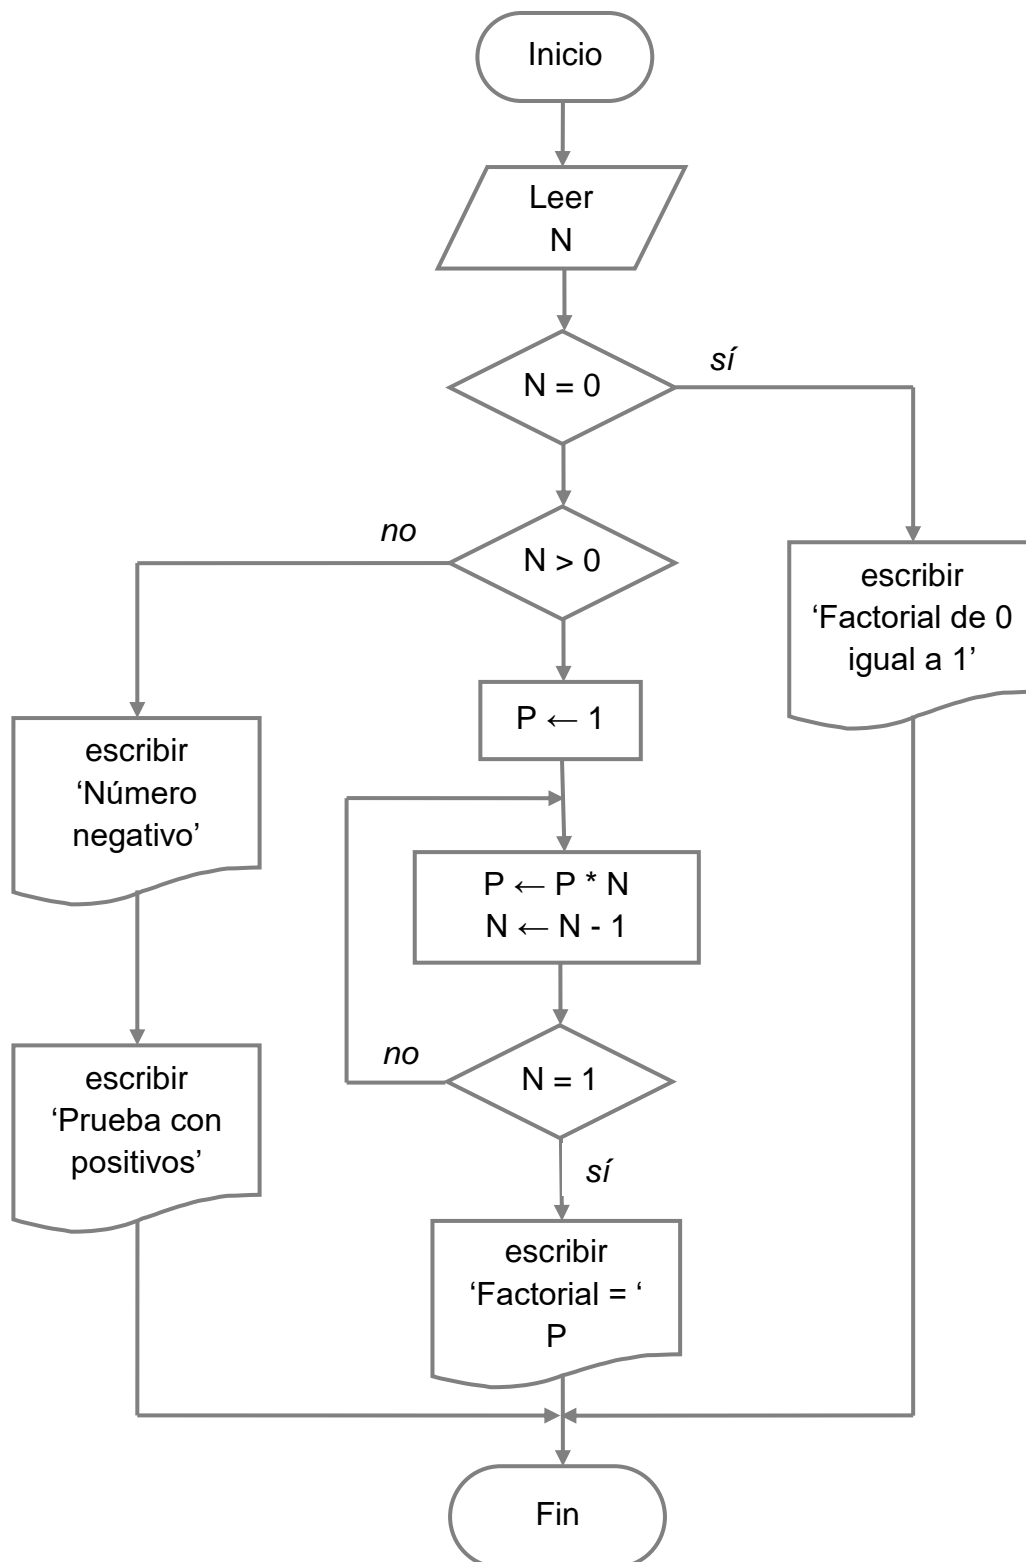 Inicio
Leer
N
N = 0
sí
N > 0
no
escribir
‘Factorial de 0
igual a 1’
P ← 1
escribir
‘Número
negativo’
P ← P * N
N ← N - 1
N = 1
no
sí
escribir
‘Prueba con
positivos’
escribir
‘Factorial = ‘
P
Fin